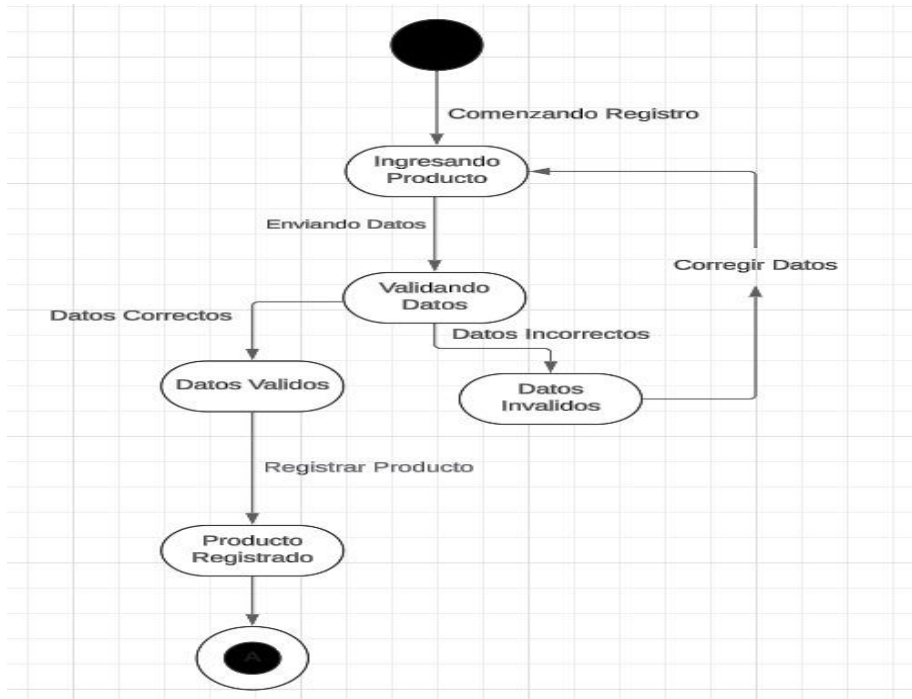 Comenzando Registro
Ingresando
Producto
Enviando Datos
Validando
Datos
Corregir Datos
Datos Correctos
Datos Incorrectos
Datos Validos
Datos
Invalidos
Registrar Producto
Producto
Registrado
A